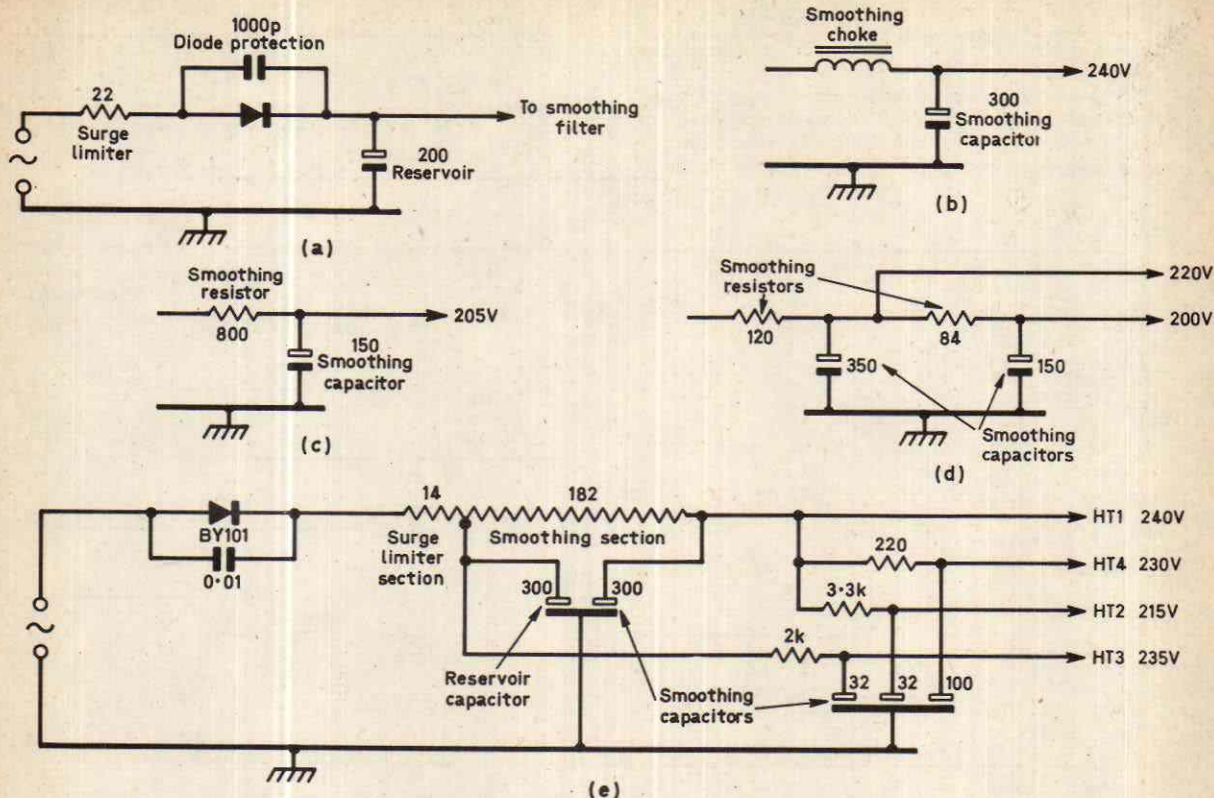 1000p
Diode protection
22
Surge
limiter
~
To smoothing
filter
200
Reservoir
(a)
Smoothing
choke
240V
300
Smoothing
capacitor
(b)
Smoothing
resistor
800
205V
150
Smoothing
capacitor
(c)
Smoothing
resistors
120
84
220V
200V
350
150
Smoothing
capacitors
(d)
BY101
0·01
~
14
182
Surge
limiter
section
Smoothing section
300
300
Reservoir
capacitor
Smoothing
capacitors
220
3·3k
2k
32
32
100
HT1 240V
HT4 230V
HT2 215V
HT3 235V
(e)